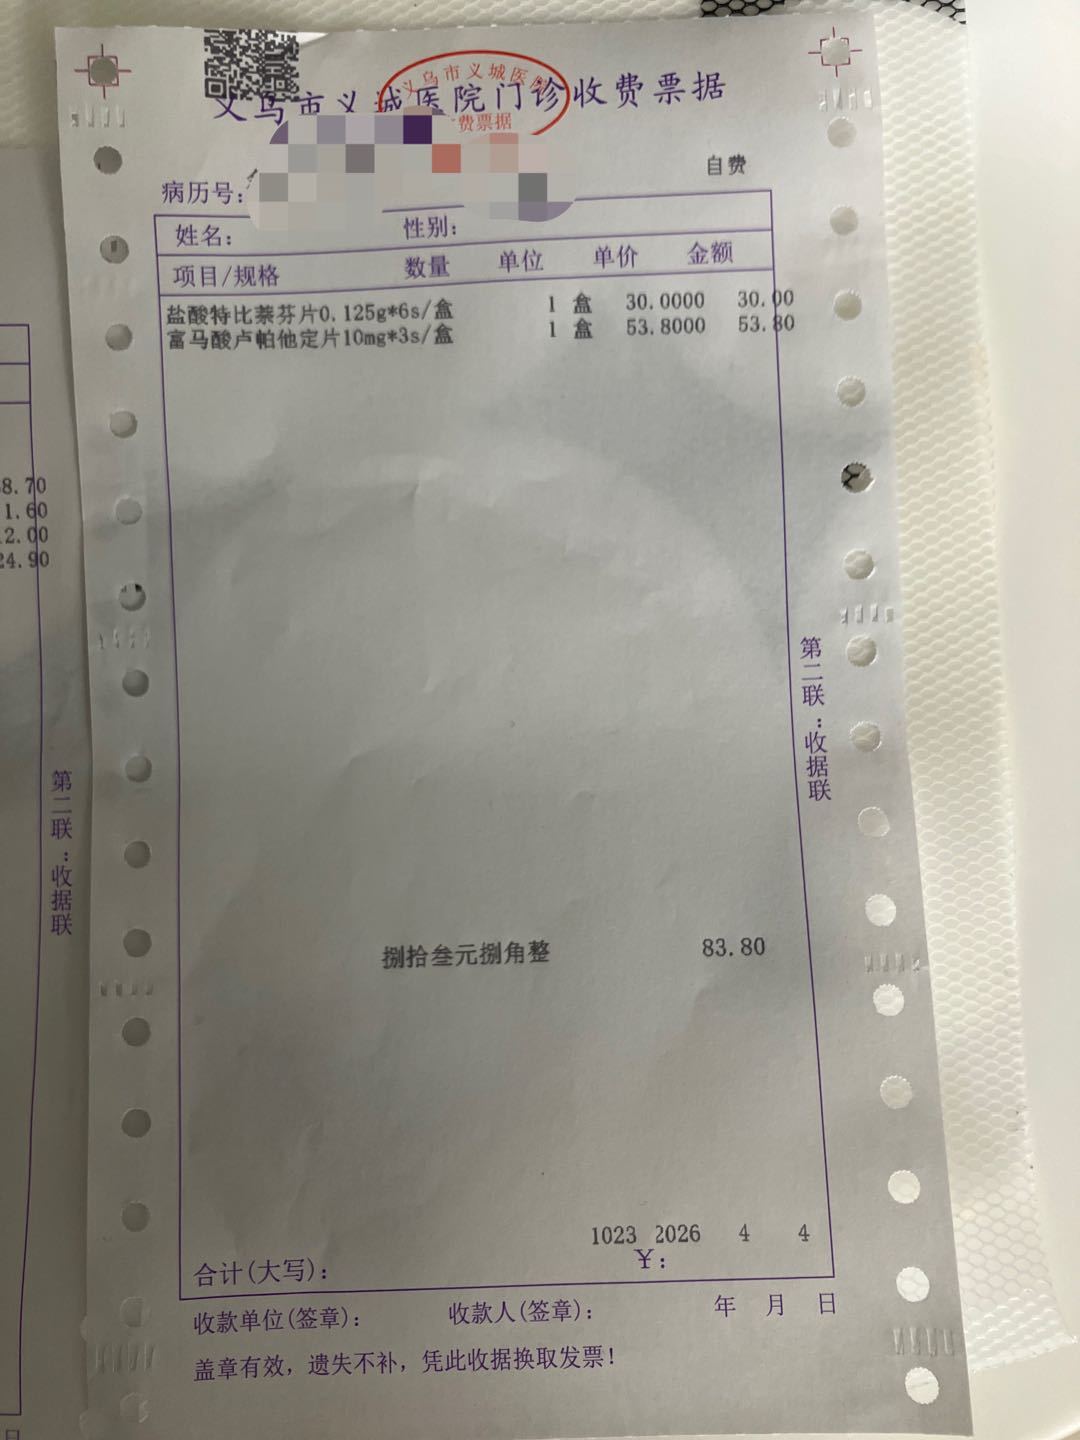 义乌市义城医院门诊收费票据
义乌市义城医院
费票据
自费
病历号:
姓名: 性别:
项目/规格 数量 单位 单价 金额
盐酸特比萘芬片0.125g*6s/盒 1 盒 30.0000 30.00
富马酸卢帕他定片10mg*3s/盒 1 盒 53.8000 53.80
8.70
1.60
2.00
24.90
第二联:收据联
第二联:收据联
捌拾叁元捌角整 83.80
1023 2026 4 4
合计(大写): ¥:
收款单位(签章): 收款人(签章): 年 月 日
盖章有效,遗失不补,凭此收据换取发票!
日